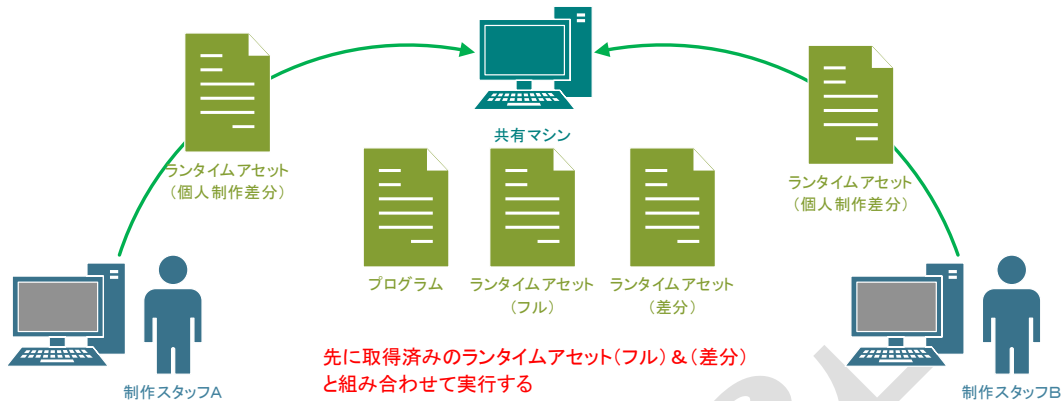 共有マシン
ランタイムアセット
（個人制作差分）
ランタイムアセット
（個人制作差分）
プログラム
ランタイムアセット
（フル）
ランタイムアセット
（差分）
先に取得済みのランタイムアセット（フル）＆（差分）
と組み合わせて実行する
制作スタッフA
制作スタッフB